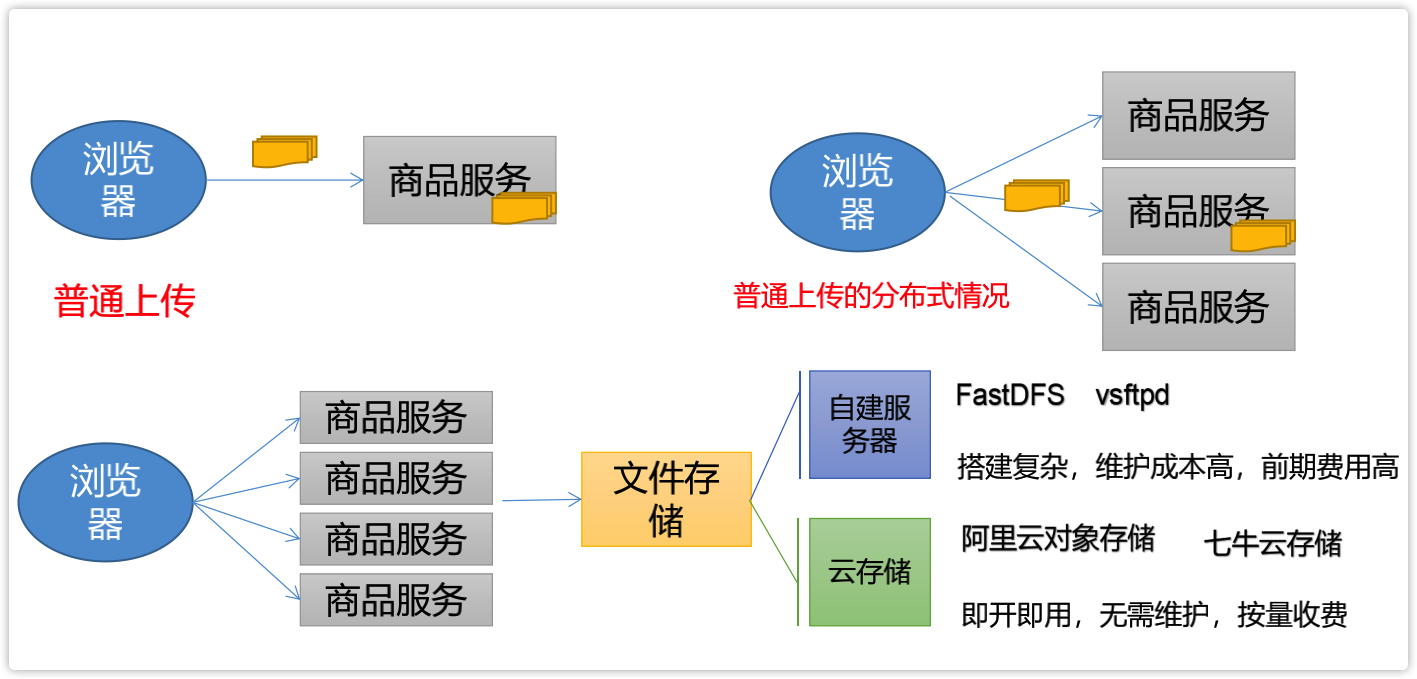 浏览
器
商品服务
普通上传
浏览
器
商品服务
商品服务
商品服务
普通上传的分布式情况
浏览
器
商品服务
商品服务
商品服务
商品服务
文件存
储
自建服
务器
FastDFS vsftpd
搭建复杂，维护成本高，前期费用高
云存储
阿里云对象存储 七牛云存储
即开即用，无需维护，按量收费